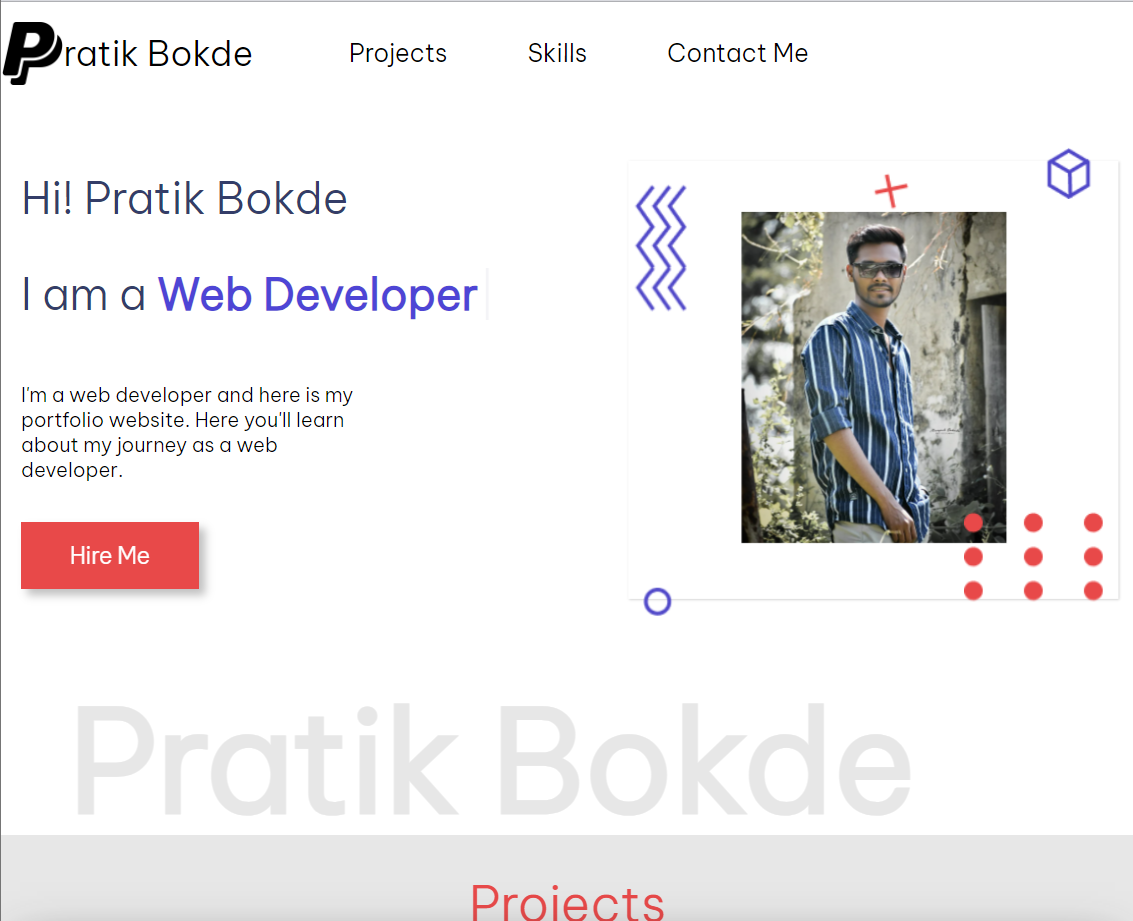 Pratik Bokde
Projects
Skills
Contact Me
Hi! Pratik Bokde
I am a Web Developer
I'm a web developer and here is my
portfolio website. Here you'll learn
about my journey as a web
developer.
Hire Me
Pratik Bokde
Projects